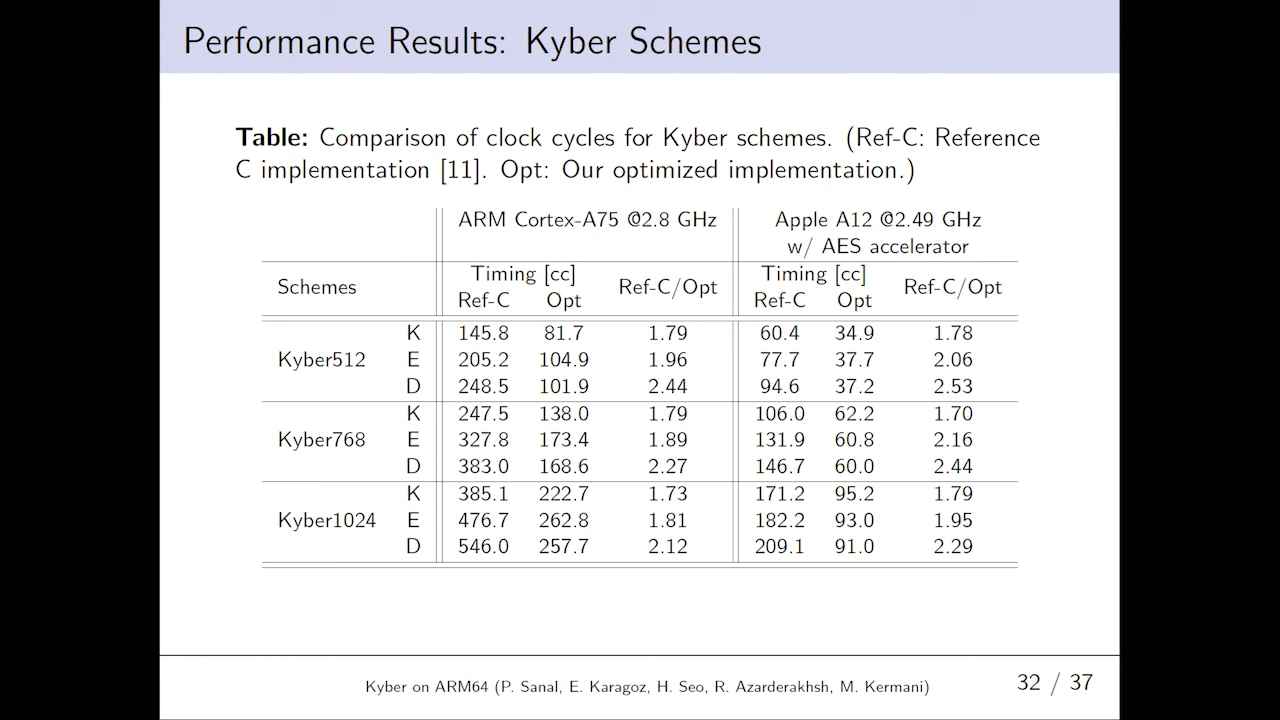 Performance Results: Kyber Schemes
Table: Comparison of clock cycles for Kyber schemes. (Ref-C: Reference
C implementation [11]. Opt: Our optimized implementation.)
ARM Cortex-A75 @2.8 GHz Apple A12 @2.49 GHz
w/ AES accelerator
Schemes Timing [cc] Ref-C/Opt Timing [cc] Ref-C/Opt
Ref-C Opt Ref-C Opt
K 145.8 81.7 1.79 60.4 34.9 1.78
Kyber512 E 205.2 104.9 1.96 77.7 37.7 2.06
D 248.5 101.9 2.44 94.6 37.2 2.53
K 247.5 138.0 1.79 106.0 62.2 1.70
Kyber768 E 327.8 173.4 1.89 131.9 60.8 2.16
D 383.0 168.6 2.27 146.7 60.0 2.44
K 385.1 222.7 1.73 171.2 95.2 1.79
Kyber1024 E 476.7 262.8 1.81 182.2 93.0 1.95
D 546.0 257.7 2.12 209.1 91.0 2.29
Kyber on ARM64 (P. Sanal, E. Karagoz, H. Seo, R. Azarderakhsh, M. Kermani) 32 / 37